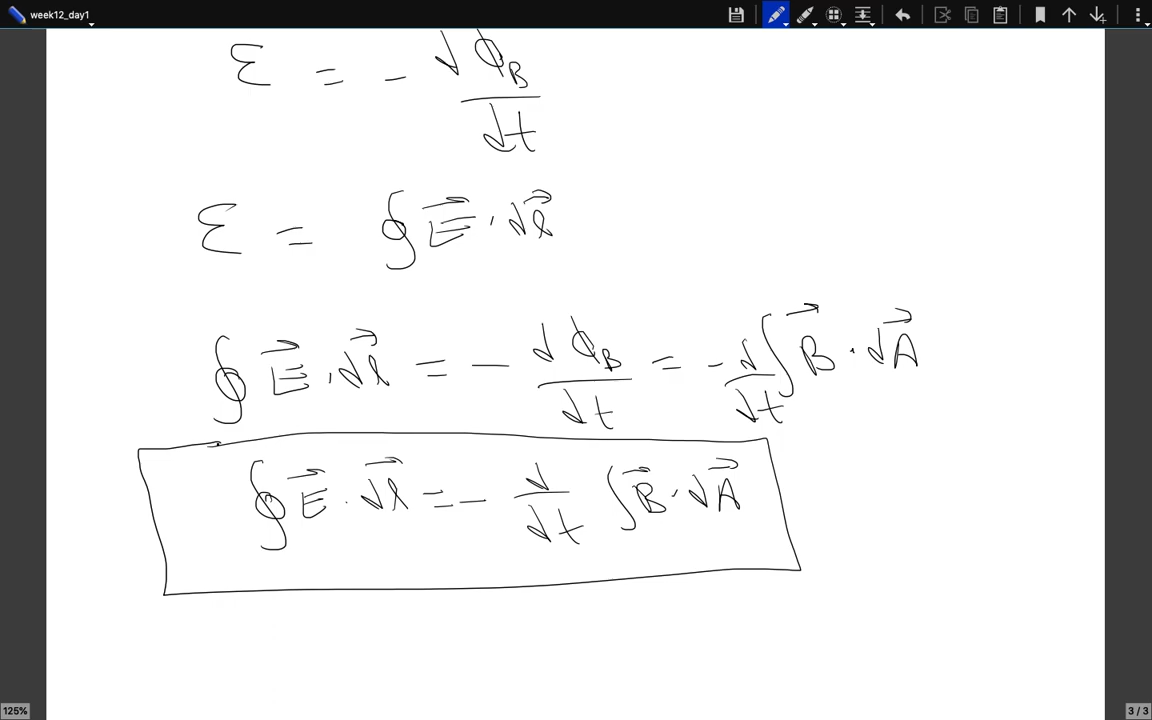 week12_day1
ℰ = - dΦ_B / dt
ℰ = ∮ E⃗ · dl⃗
∮ E⃗ · dl⃗ = - dΦ_B / dt = - d/dt ∫ B⃗ · dA⃗
∮ E⃗ · dl⃗ = - d/dt ∫ B⃗ · dA⃗
125%
3 / 3